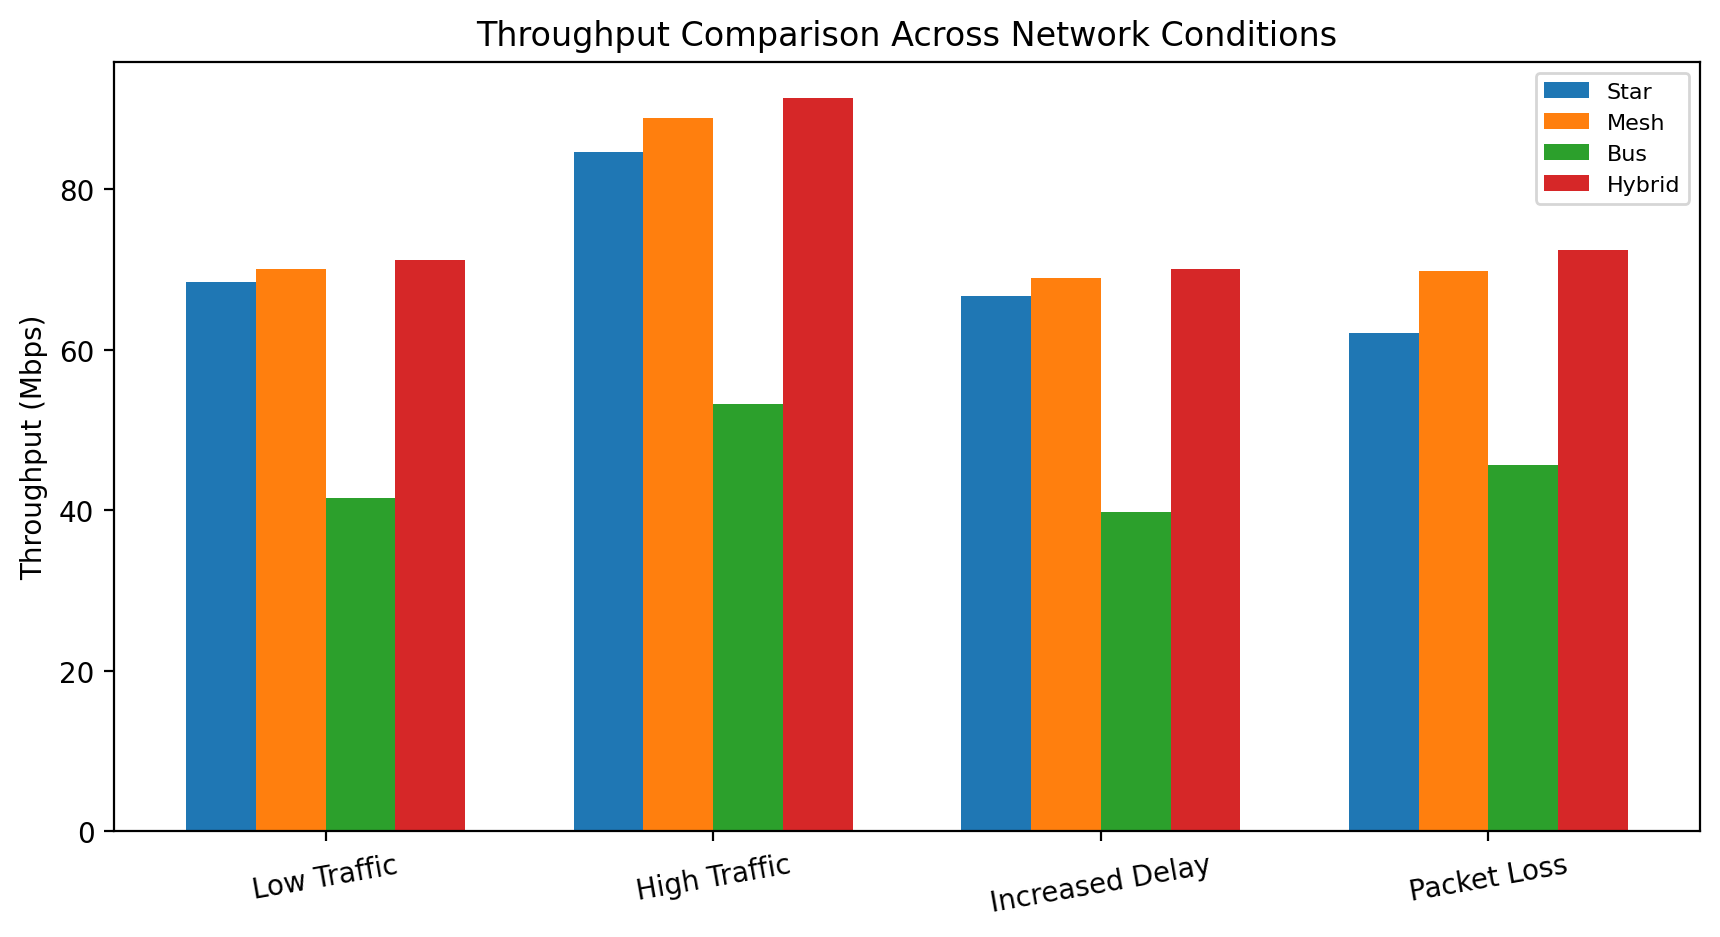 Throughput Comparison Across Network Conditions
Star
Mesh
Bus
Hybrid
Throughput (Mbps)
80
60
40
20
0
Low Traffic
High Traffic
Increased Delay
Packet Loss